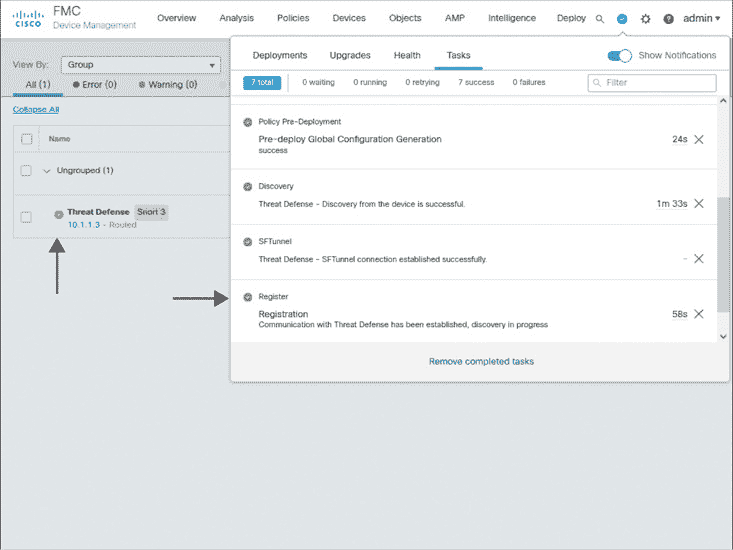 CISCO
FMC
Device Management
Overview Analysis Policies Devices Objects AMP Intelligence Deploy admin
View By: Group
All (1) Error (0) Warning (0)
Collapse All
Name
Ungrouped (1)
Threat Defense Snort 3
10.1.1.3 - Routed
Deployments Upgrades Health Tasks Show Notifications
7 total 0 waiting 0 running 0 retrying 7 success 0 failures Filter
Policy Pre-Deployment
Pre-deploy Global Configuration Generation 24s
success
Discovery
Threat Defense - Discovery from the device is successful. 1m 33s
SFTunnel
Threat Defense - SFTunnel connection established successfully. -
Register
Registration 58s
Communication with Threat Defense has been established, discovery in progress
Remove completed tasks